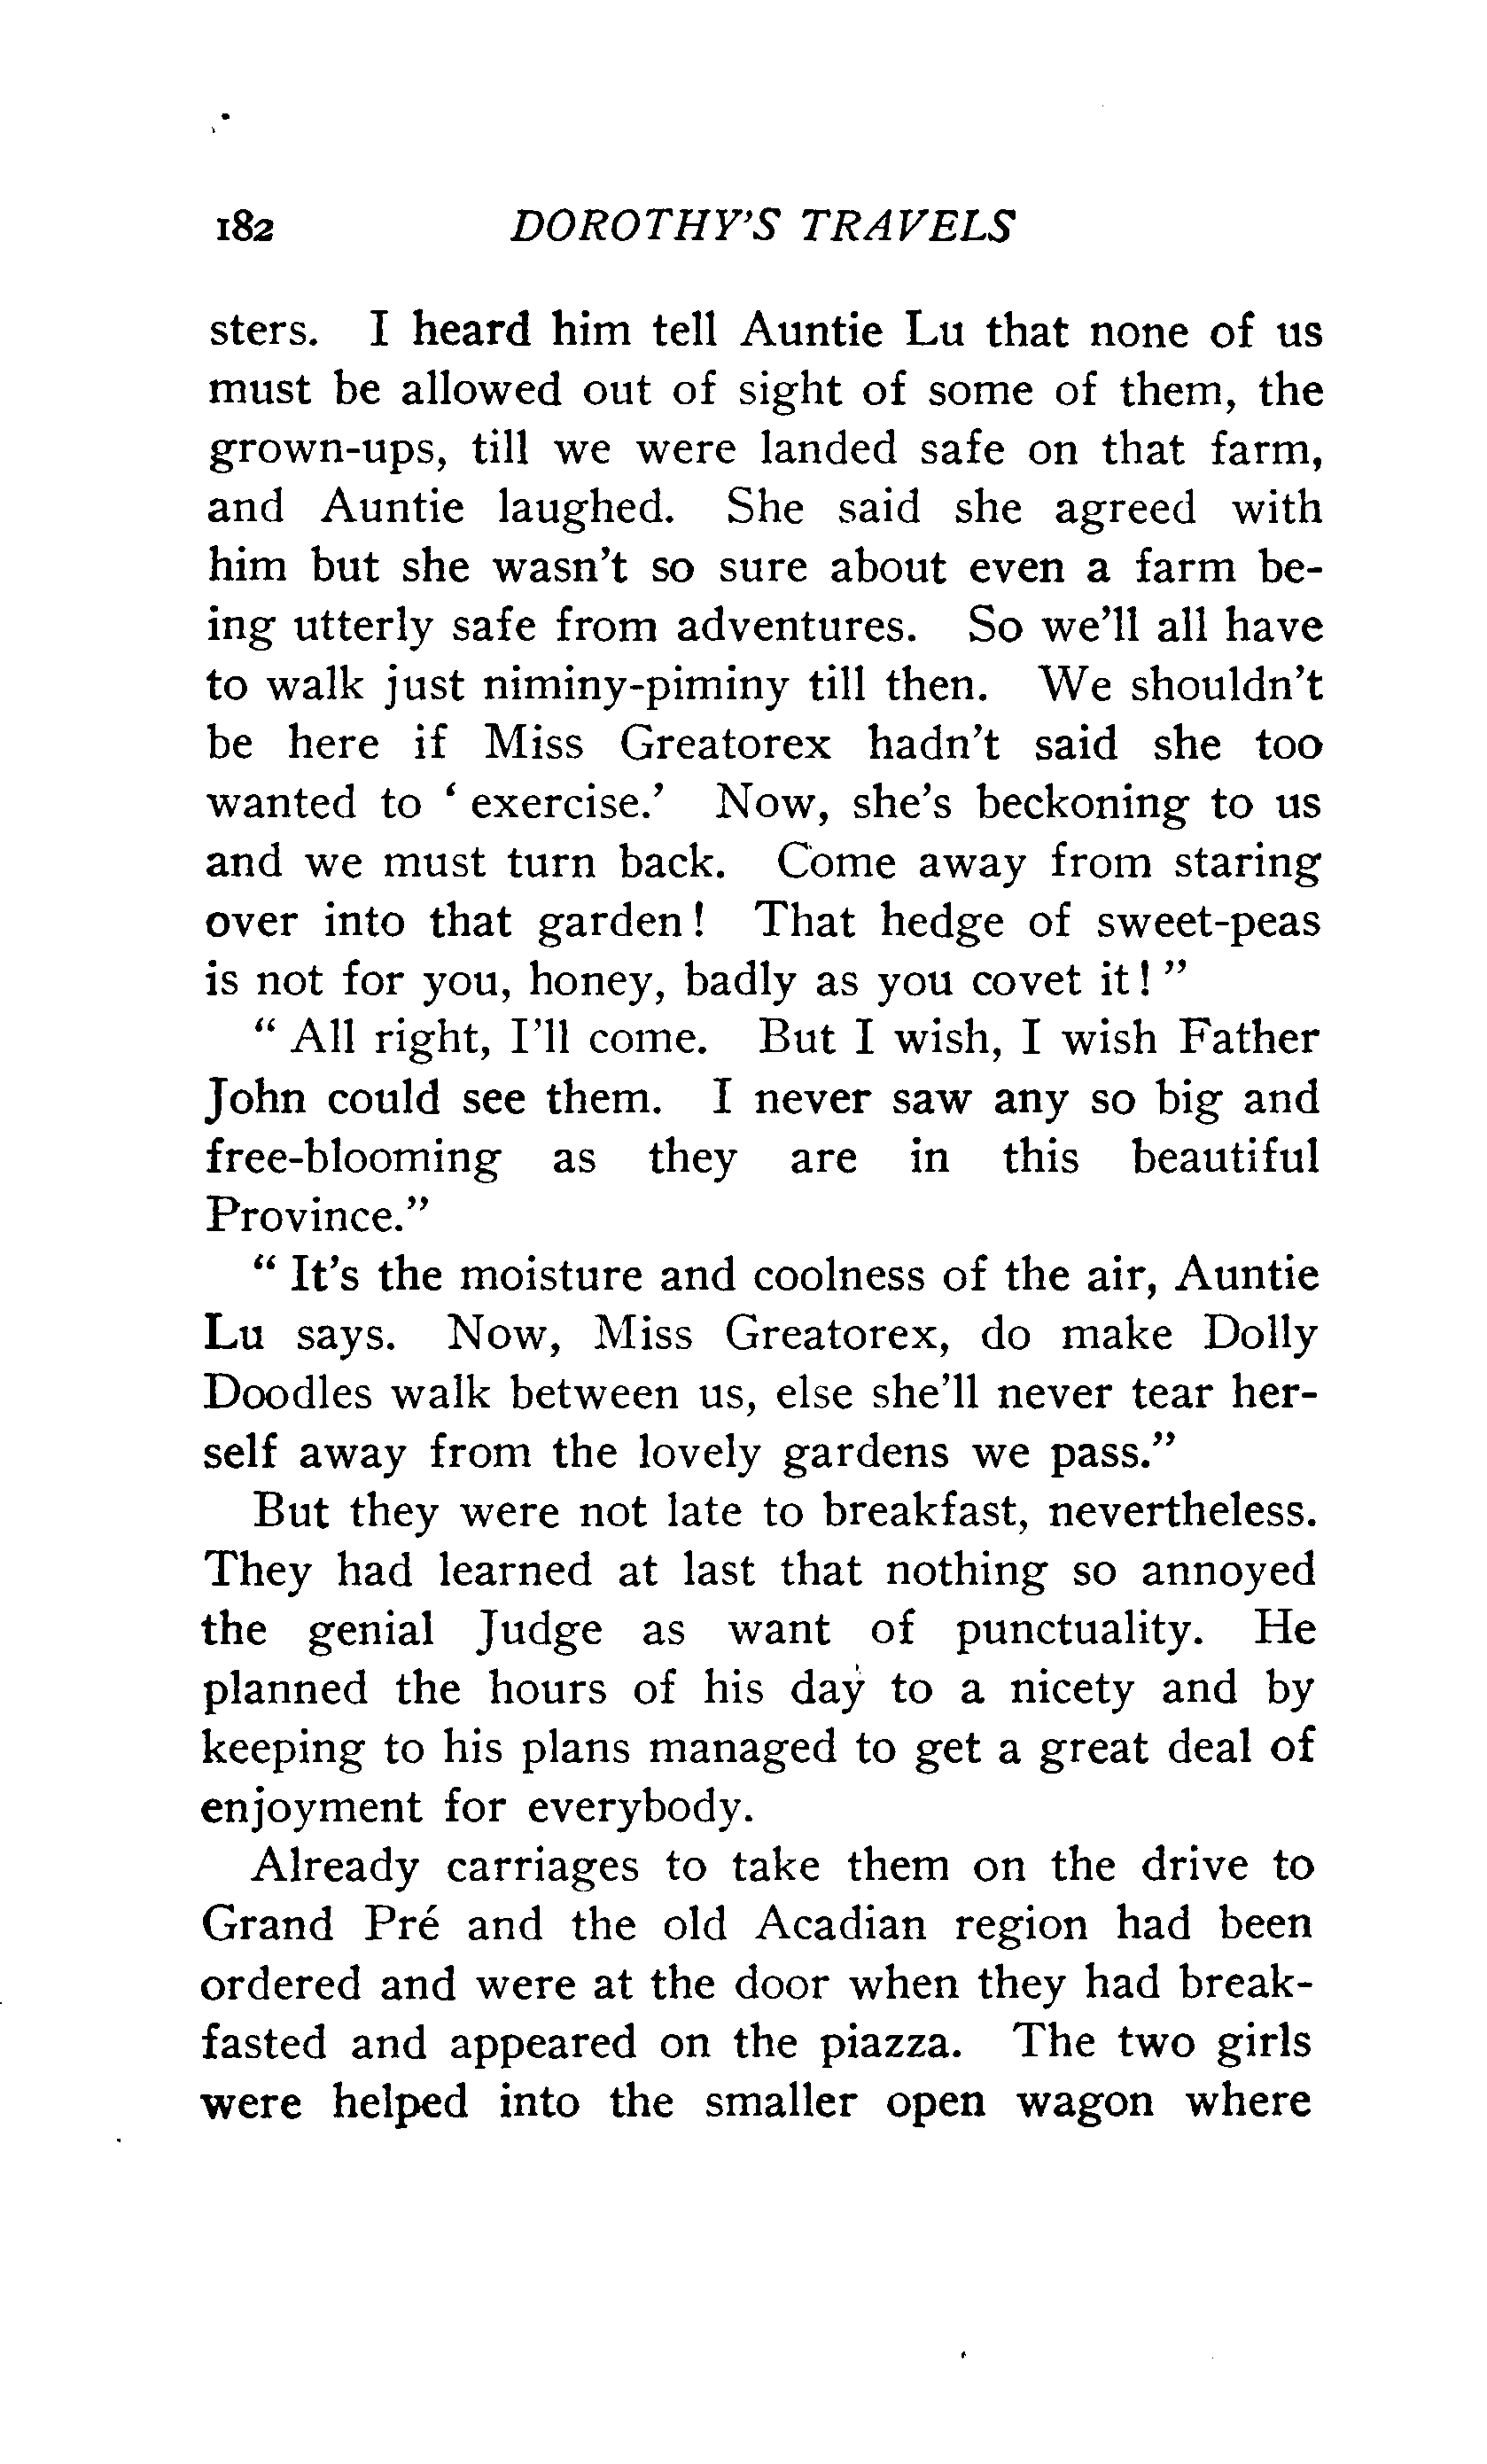 182 DOROTHY'S TRAVELS
sters. I heard him tell Auntie Lu that none of us
must be allowed out of sight of some of them, the
grown-ups, till we were landed safe on that farm,
and Auntie laughed. She said she agreed with
him but she wasn't so sure about even a farm be-
ing utterly safe from adventures. So we'll all have
to walk just niminy-piminy till then. We shouldn't
be here if Miss Greatorex hadn't said she too
wanted to ‘ exercise.’ Now, she's beckoning to us
and we must turn back. Come away from staring
over into that garden! That hedge of sweet-peas
is not for you, honey, badly as you covet it! ”
“ All right, I'll come. But I wish, I wish Father
John could see them. I never saw any so big and
free-blooming as they are in this beautiful
Province.”
“ It's the moisture and coolness of the air, Auntie
Lu says. Now, Miss Greatorex, do make Dolly
Doodles walk between us, else she'll never tear her-
self away from the lovely gardens we pass.”
But they were not late to breakfast, nevertheless.
They had learned at last that nothing so annoyed
the genial Judge as want of punctuality. He
planned the hours of his day to a nicety and by
keeping to his plans managed to get a great deal of
enjoyment for everybody.
Already carriages to take them on the drive to
Grand Pré and the old Acadian region had been
ordered and were at the door when they had break-
fasted and appeared on the piazza. The two girls
were helped into the smaller open wagon where